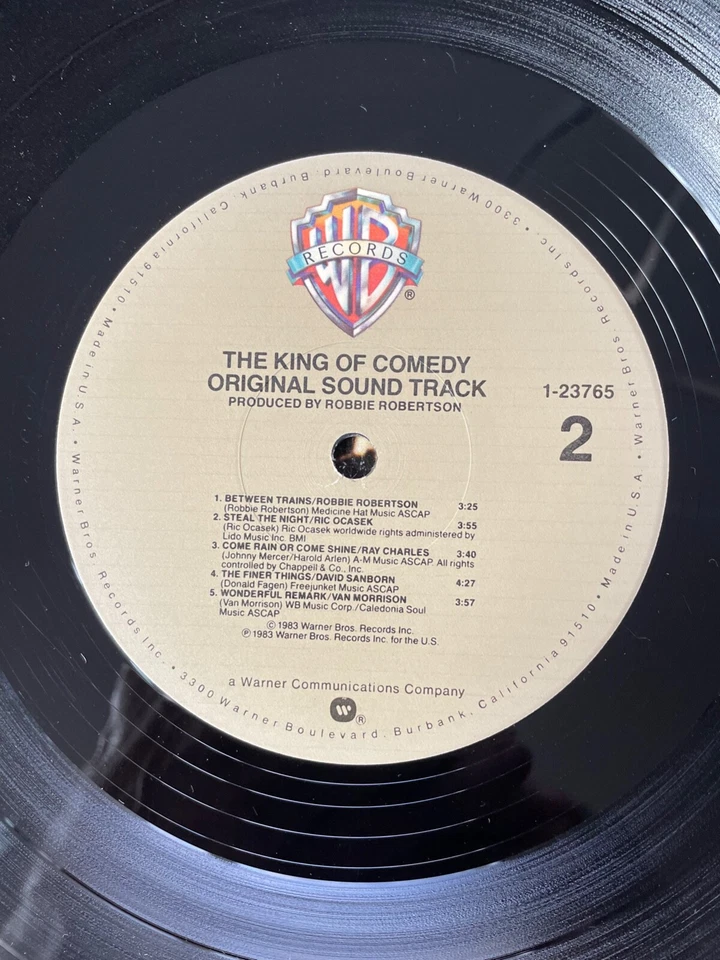 WB
RECORDS
®
THE KING OF COMEDY
ORIGINAL SOUND TRACK
PRODUCED BY ROBBIE ROBERTSON
1-23765
2
1. BETWEEN TRAINS/ROBBIE ROBERTSON 3:25
(Robbie Robertson) Medicine Hat Music ASCAP
2. STEAL THE NIGHT/RIC OCASEK 3:55
(Ric Ocasek) Ric Ocasek worldwide rights administered by
Lido Music Inc. BMI
3. COME RAIN OR COME SHINE/RAY CHARLES 3:40
(Johnny Mercer/Harold Arlen) A-M Music ASCAP. All rights
controlled by Chappell & Co., Inc.
4. THE FINER THINGS/DAVID SANBORN 4:27
(Donald Fagen) Freejunket Music ASCAP
5. WONDERFUL REMARK/VAN MORRISON 3:57
(Van Morrison) WB Music Corp./Caledonia Soul
Music ASCAP
© 1983 Warner Bros. Records Inc.
℗ 1983 Warner Bros. Records Inc. for the U.S.
a Warner Communications Company
W ®
Warner Bros. Records Inc. • 3300 Warner Boulevard, Burbank, California 91510 • Made in U.S.A. •
Warner Bros. Records Inc. • 3300 Warner Boulevard, Burbank, California 91510 • Made in U.S.A. •